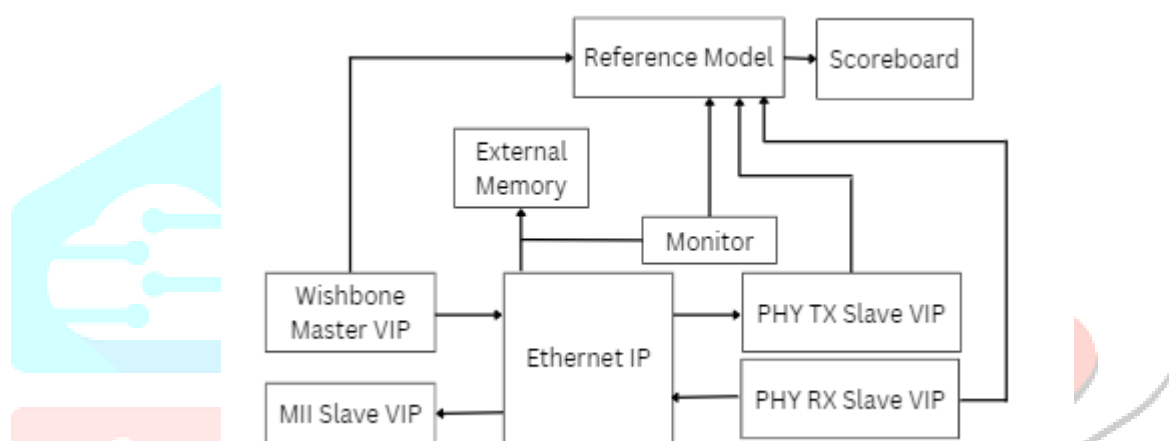 Reference Model
Scoreboard
External
Memory
Monitor
Wishbone
Master VIP
PHY TX Slave VIP
Ethernet IP
PHY RX Slave VIP
MII Slave VIP